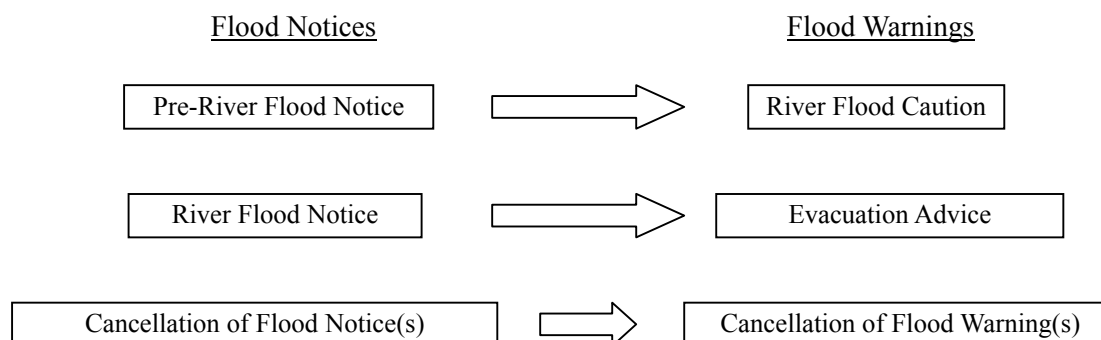 Flood Notices
Flood Warnings
Pre-River Flood Notice
River Flood Caution
River Flood Notice
Evacuation Advice
Cancellation of Flood Notice(s)
Cancellation of Flood Warning(s)